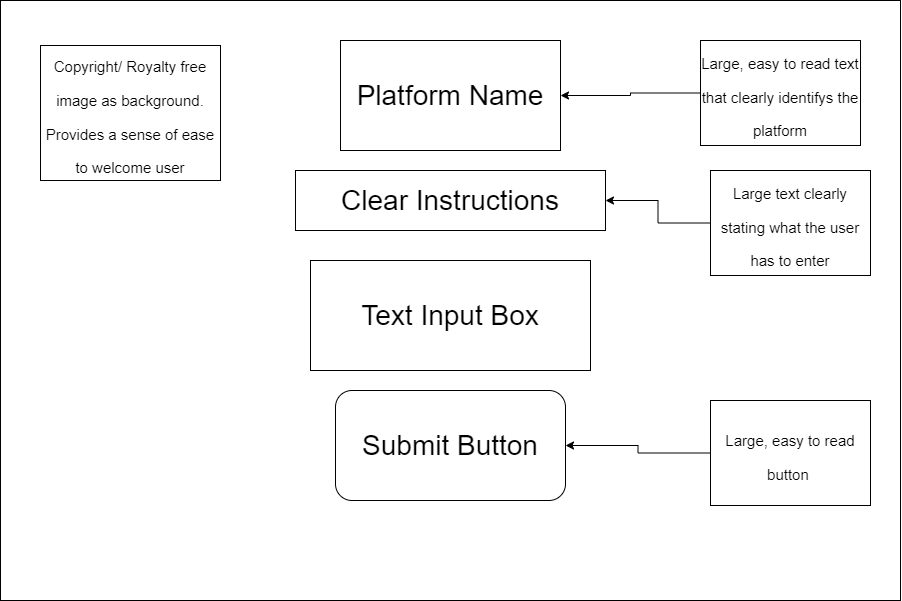 Copyright/ Royalty free
image as background.
Provides a sense of ease
to welcome user
Platform Name
Large, easy to read text
that clearly identifys the
platform
Clear Instructions
Large text clearly
stating what the user
has to enter
Text Input Box
Submit Button
Large, easy to read
button